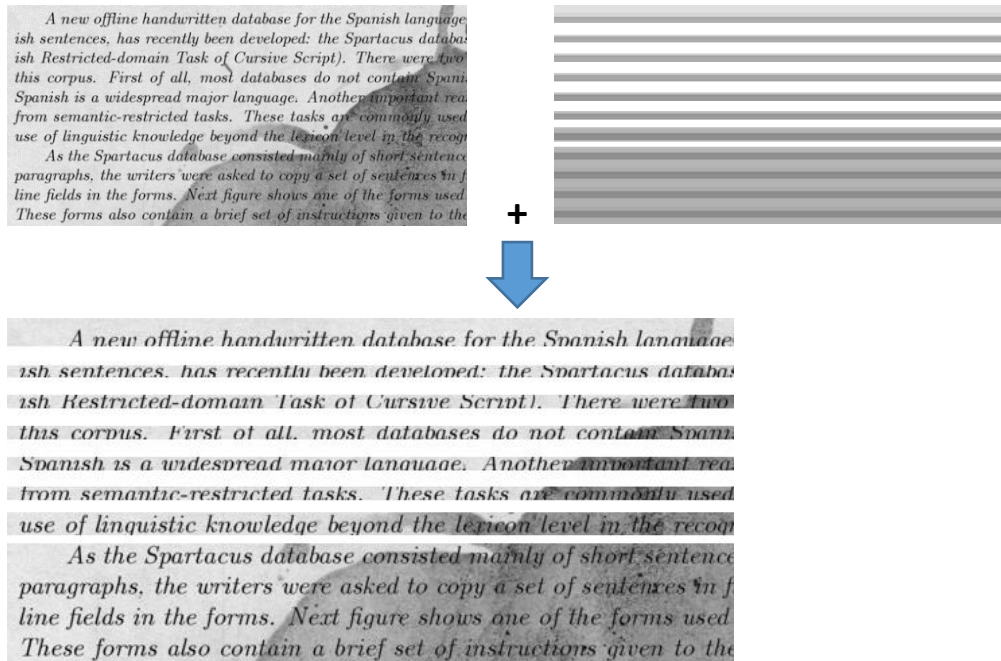 A new offline handwritten database for the Spanish language
ish sentences, has recently been developed: the Spartacus databas
ish Restricted-domain Task of Cursive Script). There were two
this corpus. First of all, most databases do not contain Spani
Spanish is a widespread major language. Another important rea
from semantic-restricted tasks. These tasks are commonly used
use of linguistic knowledge beyond the lexicon level in the recogn
As the Spartacus database consisted mainly of short sentence
paragraphs, the writers were asked to copy a set of sentences in f
line fields in the forms. Next figure shows one of the forms used
These forms also contain a brief set of instructions given to the
+
A new offline handwritten database for the Spanish language
ish sentences, has recently been developed: the Spartacus databas
ish Restricted-domain Task of Cursive Script). There were two
this corpus. First of all, most databases do not contain Spani
Spanish is a widespread major language. Another important rea
from semantic-restricted tasks. These tasks are commonly used
use of linguistic knowledge beyond the lexicon level in the recogn
As the Spartacus database consisted mainly of short sentence
paragraphs, the writers were asked to copy a set of sentences in f
line fields in the forms. Next figure shows one of the forms used
These forms also contain a brief set of instructions given to the